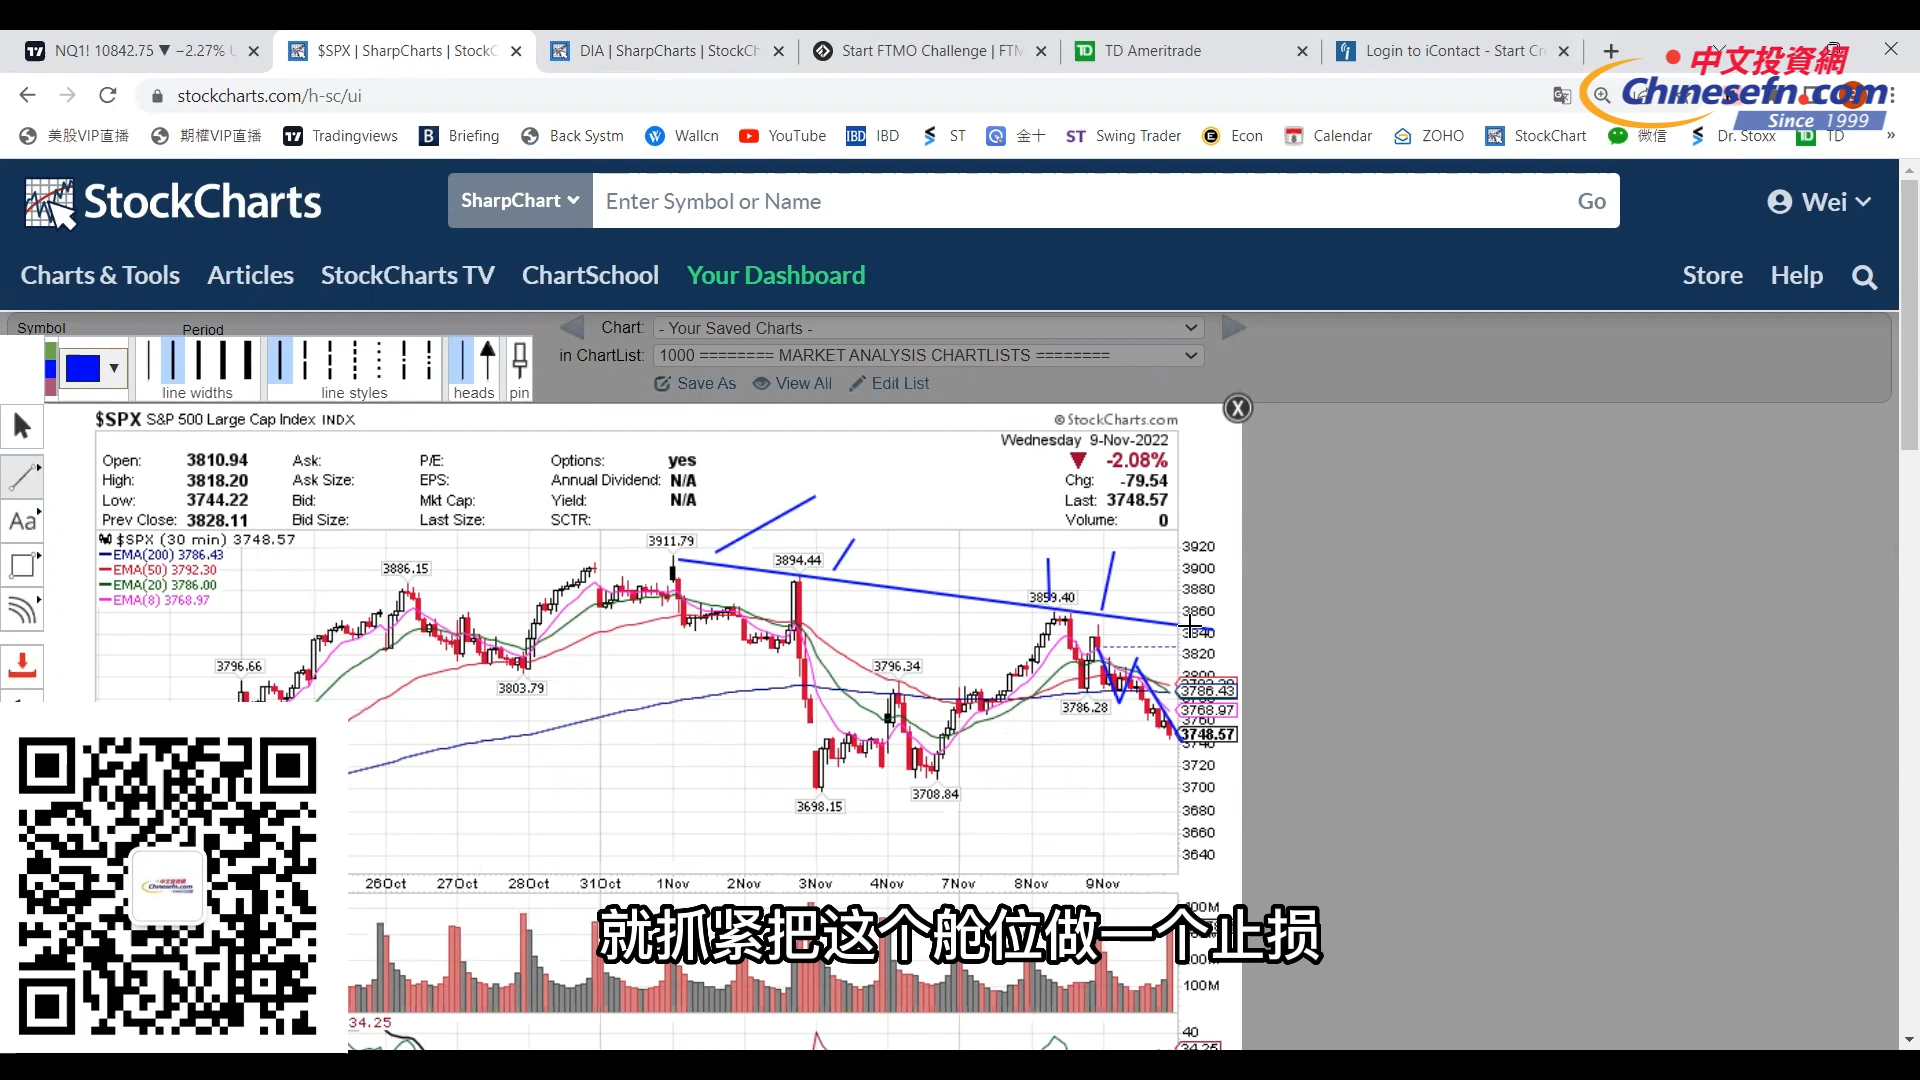 NQ1! 10842.75 ▼ −2.27%
$SPX | SharpCharts | StockC
DIA | SharpCharts | StockCh
Start FTMO Challenge | FTM
TD Ameritrade
Login to iContact - Start Cr
中文投資網
Chinesefn.com
Since 1999
stockcharts.com/h-sc/ui
美股VIP直播
期權VIP直播
Tradingviews
Briefing
Back Systm
Wallcn
YouTube
IBD
ST
金十
Swing Trader
Econ
Calendar
ZOHO
StockChart
微信
Dr. Stoxx
TD
StockCharts
SharpChart
Enter Symbol or Name
Go
Wei
Charts & Tools
Articles
StockCharts TV
ChartSchool
Your Dashboard
Store
Help
Symbol
Period
Chart:
- Your Saved Charts -
in ChartList:
1000 ======== MARKET ANALYSIS CHARTLISTS ========
Save As
View All
Edit List
line widths
line styles
heads
pin
Aa
X
$SPX S&P 500 Large Cap Index INDX
© StockCharts.com
Wednesday 9-Nov-2022
Open: 3810.94 Ask: P/E: Options: yes ▼ -2.08%
High: 3818.20 Ask Size: EPS: Annual Dividend: N/A Chg: -79.54
Low: 3744.22 Bid: Mkt Cap: Yield: N/A Last: 3748.57
Prev Close: 3828.11 Bid Size: Last Size: SCTR: Volume: 0
$SPX (30 min) 3748.57
EMA(200) 3786.43
EMA(50) 3792.30
EMA(20) 3786.00
EMA(8) 3768.97
3911.79
3894.44
3886.15
3859.40
3796.66
3803.79
3796.34
3786.28
3698.15
3708.84
3920
3900
3880
3860
3840
3820
3786.43
3768.97
3748.57
3720
3700
3680
3660
3640
26Oct 27Oct 28Oct 31Oct 1Nov 2Nov 3Nov 4Nov 7Nov 8Nov 9Nov
100M
就抓紧把这个舱位做一个止损
34.25
40
34.25